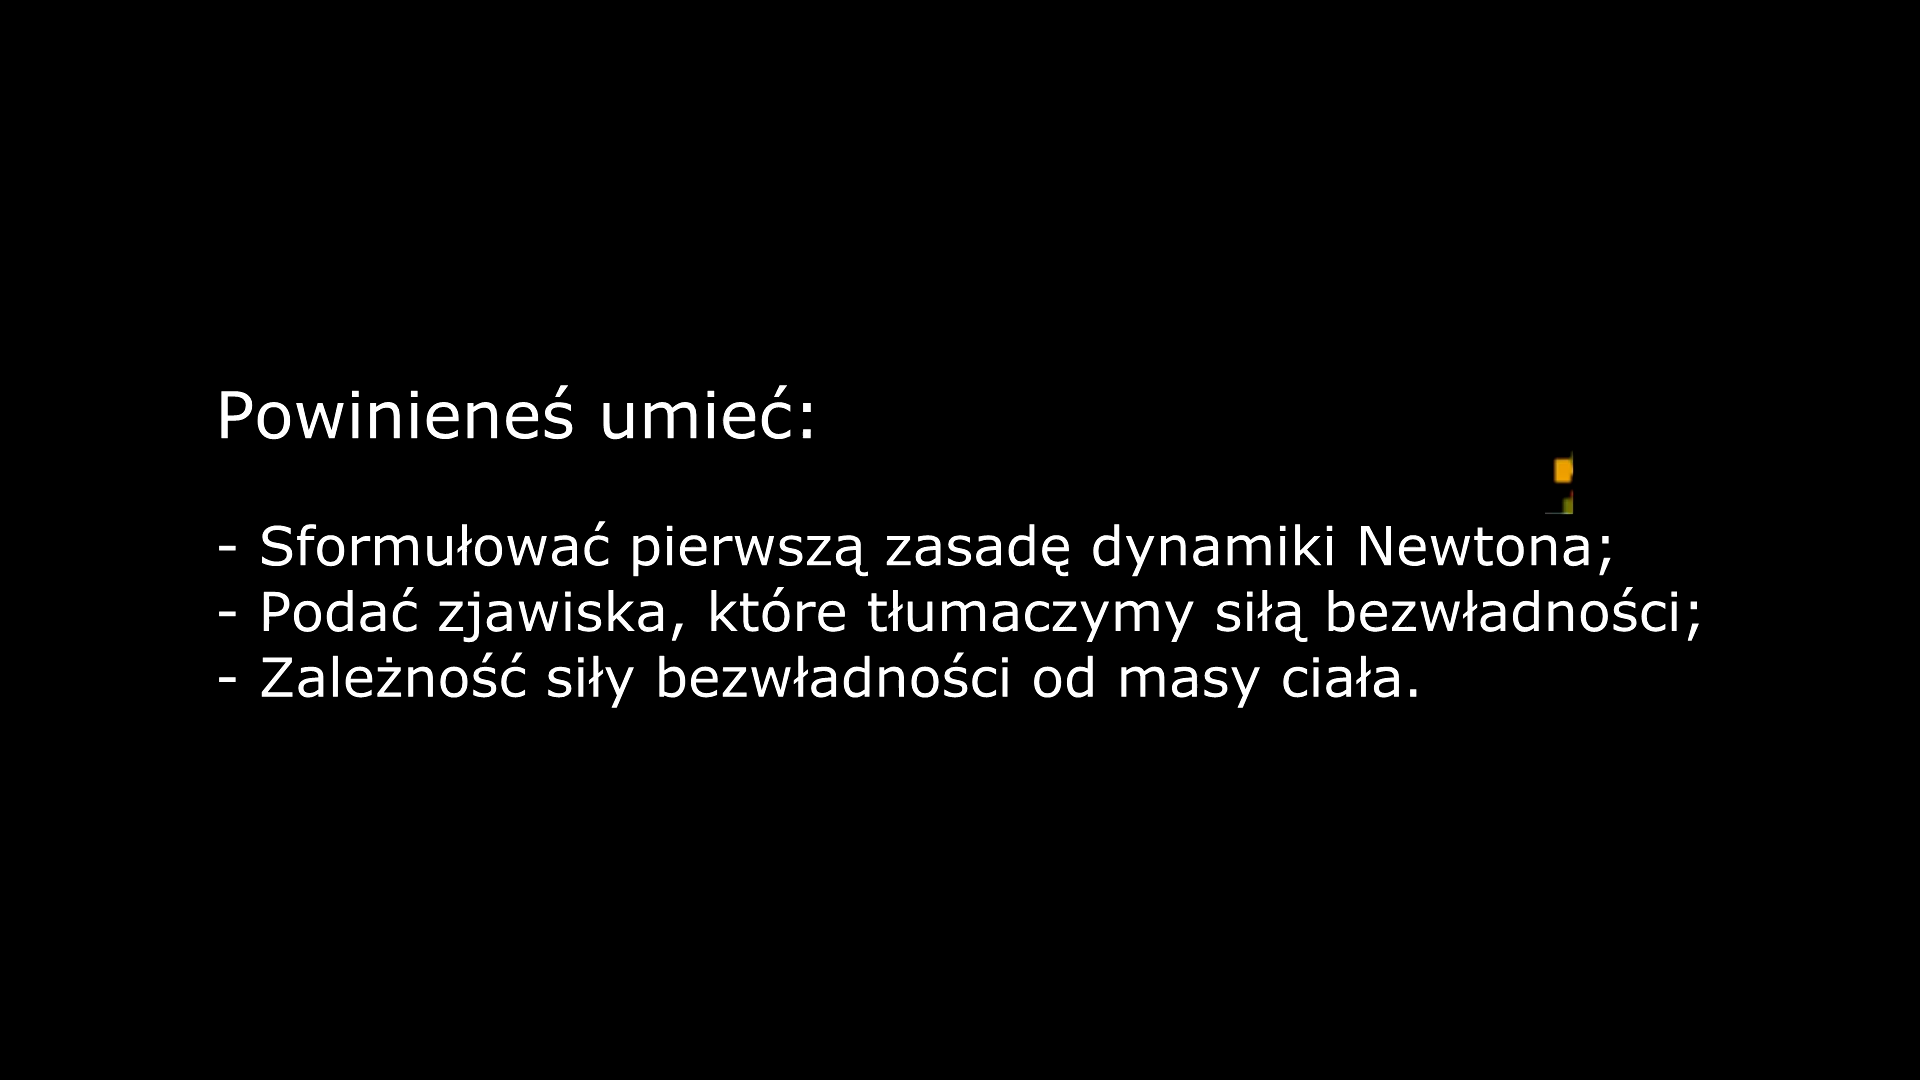 Powinieneś umieć:
- Sformułować pierwszą zasadę dynamiki Newtona;
- Podać zjawiska, które tłumaczymy siłą bezwładności;
- Zależność siły bezwładności od masy ciała.